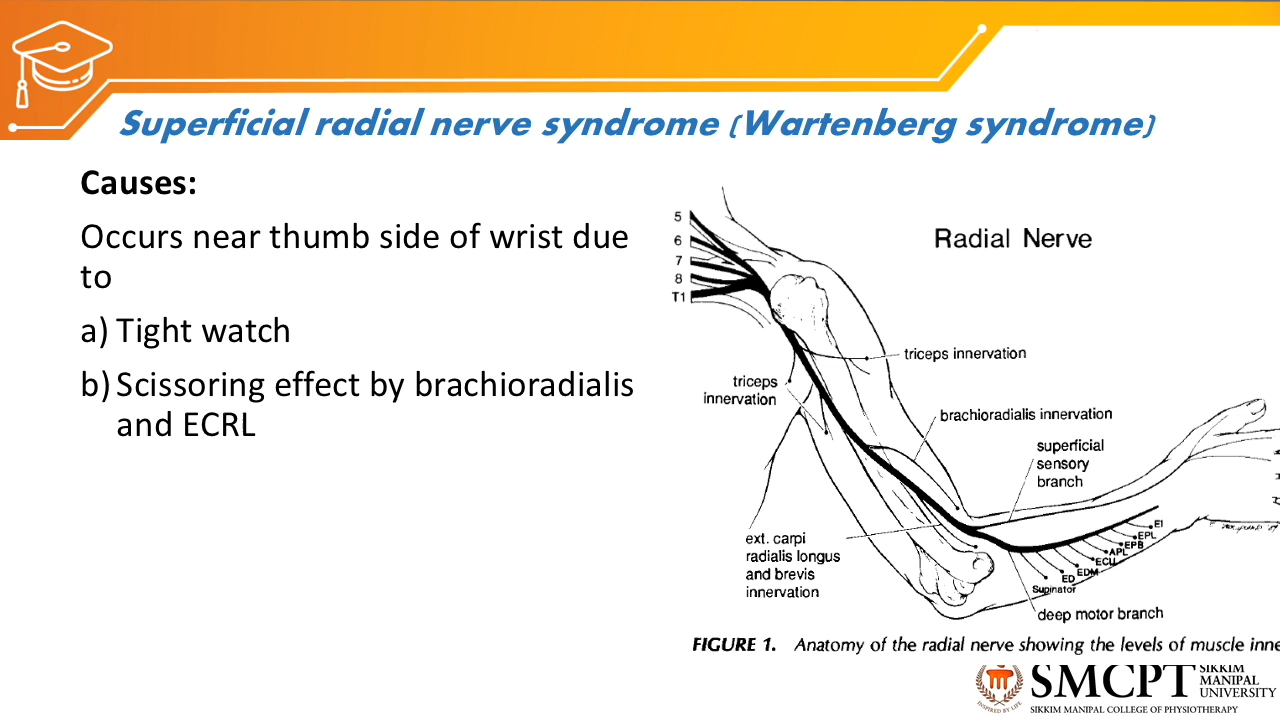 Superficial radial nerve syndrome (Wartenberg syndrome)
Causes:
Occurs near thumb side of wrist due
to
a) Tight watch
b) Scissoring effect by brachioradialis
and ECRL
Radial Nerve
5
6
7
8
T1
triceps innervation
triceps
innervation
brachioradialis innervation
superficial
sensory
branch
ext. carpi
radialis longus
and brevis
innervation
EI
EPL
EPB
APL
ECU
EDM
ED
Supinator
deep motor branch
FIGURE 1. Anatomy of the radial nerve showing the levels of muscle inne
INSPIRED BY LIFE
SMCPT
SIKKIM
MANIPAL
UNIVERSITY
SIKKIM MANIPAL COLLEGE OF PHYSIOTHERAPY